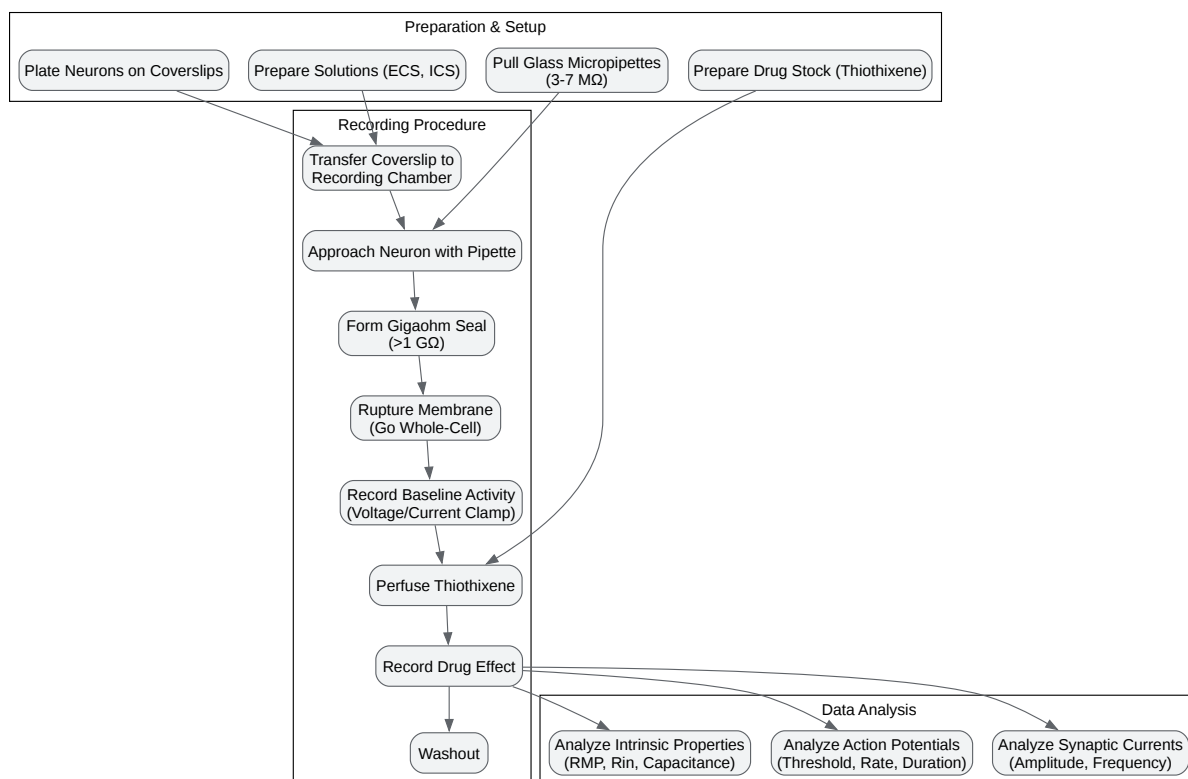 Preparation & Setup
Plate Neurons on Coverslips
Prepare Solutions (ECS, ICS)
Pull Glass Micropipettes
(3-7 MΩ)
Prepare Drug Stock (Thiothixene)
Recording Procedure
Transfer Coverslip to
Recording Chamber
Approach Neuron with Pipette
Form Gigaohm Seal
(>1 GΩ)
Rupture Membrane
(Go Whole-Cell)
Record Baseline Activity
(Voltage/Current Clamp)
Perfuse Thiothixene
Record Drug Effect
Washout
Data Analysis
Analyze Intrinsic Properties
(RMP, Rin, Capacitance)
Analyze Action Potentials
(Threshold, Rate, Duration)
Analyze Synaptic Currents
(Amplitude, Frequency)